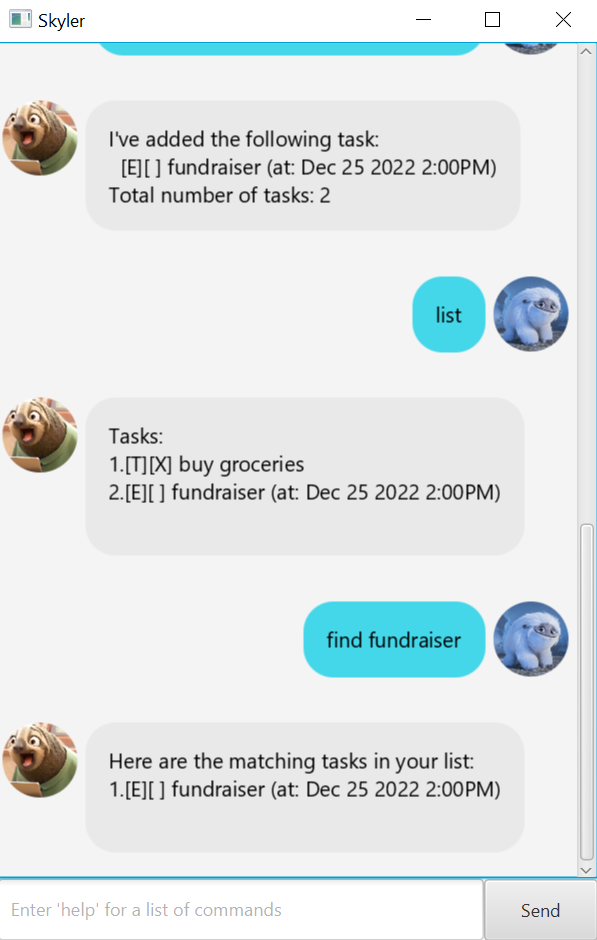 Skyler
I've added the following task:
[E][ ] fundraiser (at: Dec 25 2022 2:00PM)
Total number of tasks: 2
list
Tasks:
1.[T][X] buy groceries
2.[E][ ] fundraiser (at: Dec 25 2022 2:00PM)
find fundraiser
Here are the matching tasks in your list:
1.[E][ ] fundraiser (at: Dec 25 2022 2:00PM)
Enter 'help' for a list of commands
Send